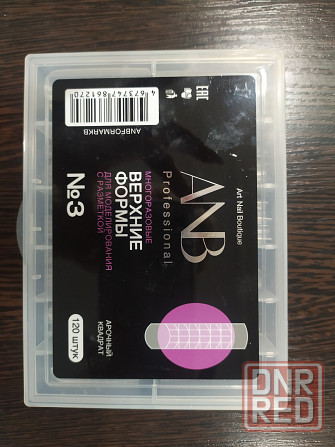 ANB
Professional
Art Nail Boutique
МНОГОРАЗОВЫЕ
ВЕРХНИЕ
ФОРМЫ
ДЛЯ МОДЕЛИРОВАНИЯ
С РАЗМЕТКОЙ
№3
АРОЧНЫЙ
КВАДРАТ
120 ШТУК
4673747861270
ANBFORMARKB
EAC
DNR
RED